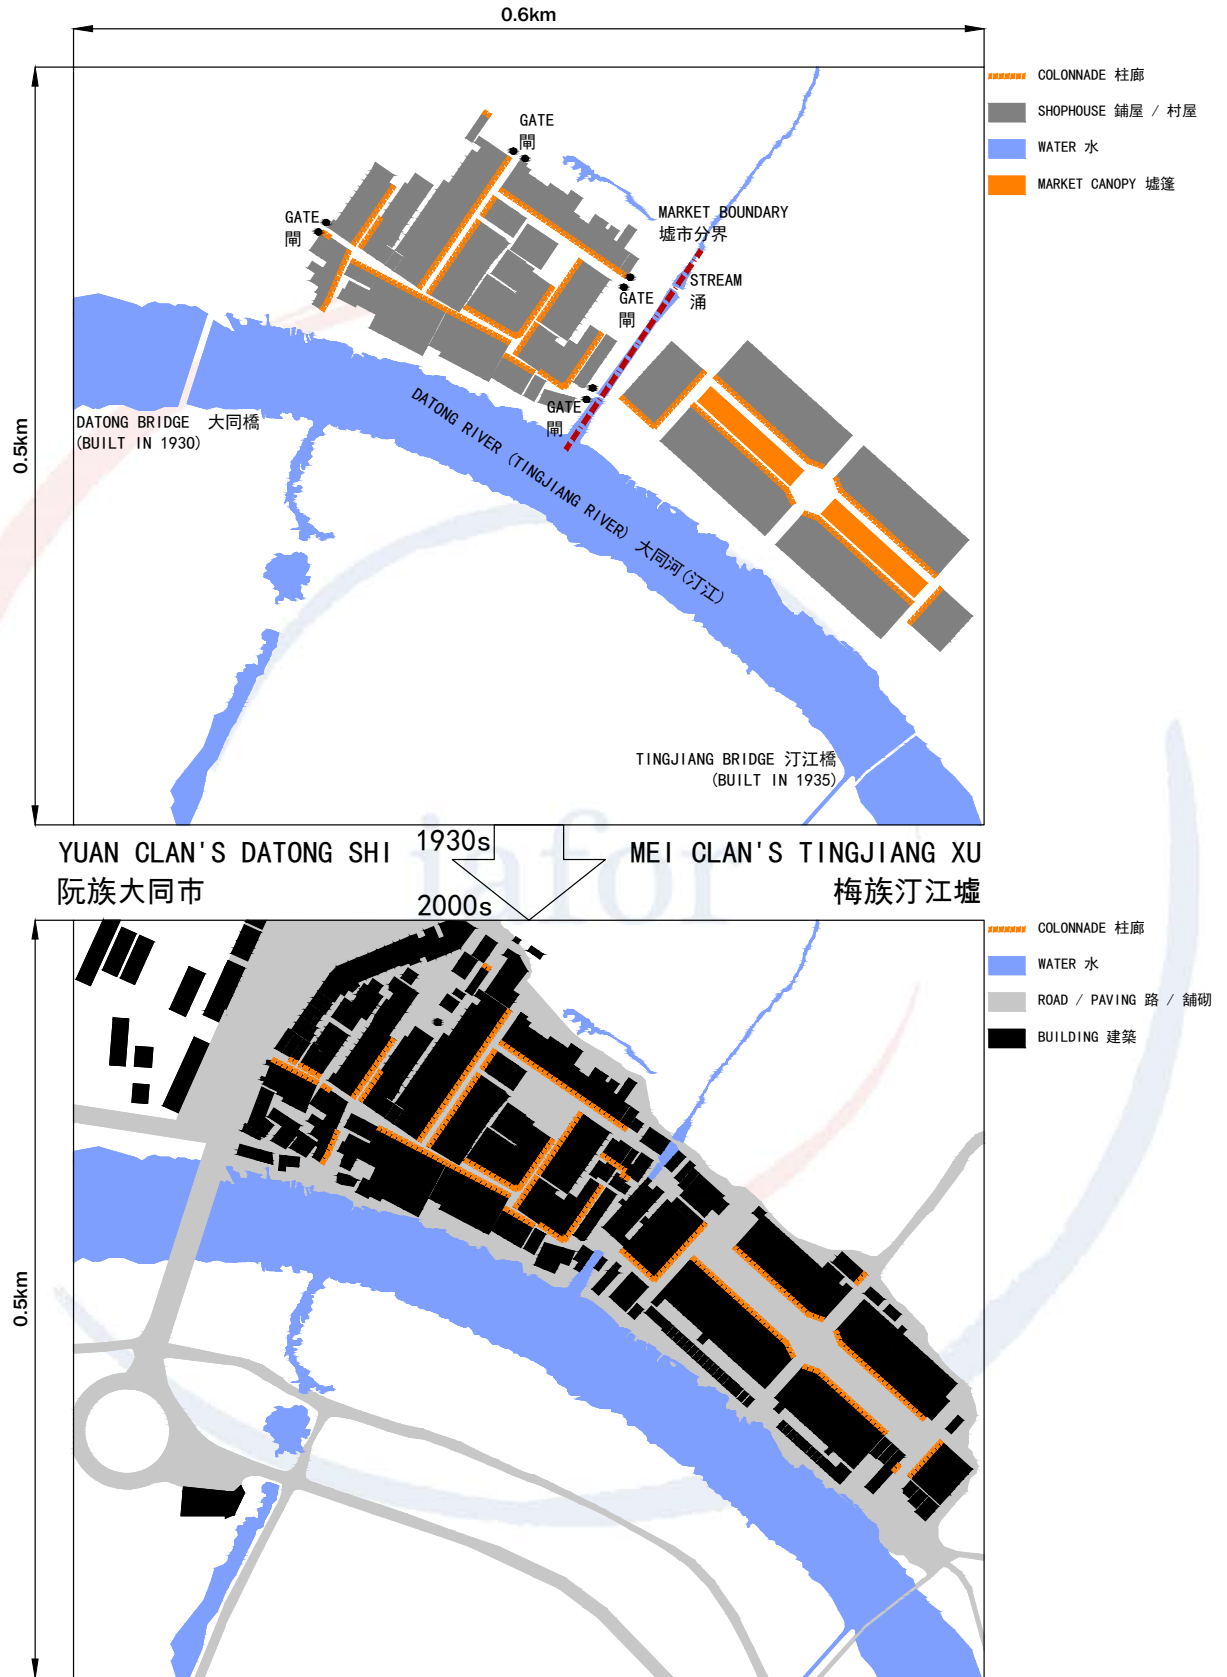 0.6km
COLONNADE 柱廊
SHOPHOUSE 鋪屋 / 村屋
WATER 水
MARKET CANOPY 墟篷
GATE
閘
GATE
閘
MARKET BOUNDARY
墟市分界
STREAM
涌
GATE
閘
GATE
閘
DATONG RIVER (TINGJIANG RIVER) 大同河(汀江)
DATONG BRIDGE 大同橋
(BUILT IN 1930)
0.5km
TINGJIANG BRIDGE 汀江橋
(BUILT IN 1935)
YUAN CLAN'S DATONG SHI
阮族大同市
1930s
2000s
MEI CLAN'S TINGJIANG XU
梅族汀江墟
iafor
COLONNADE 柱廊
WATER 水
ROAD / PAVING 路 / 舖砌
BUILDING 建築
0.5km